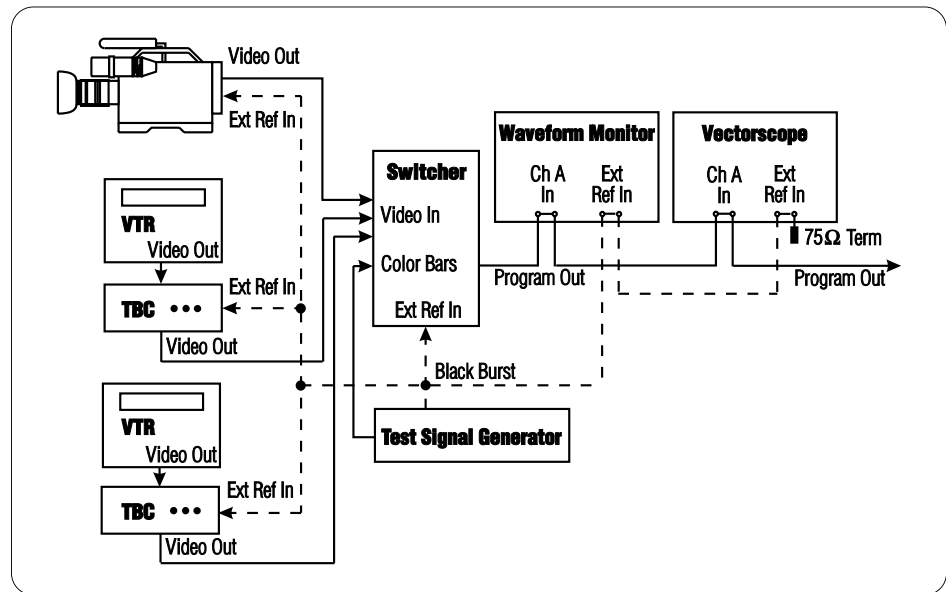 Video Out
Ext Ref In
VTR
Video Out
TBC
Ext Ref In
Video Out
VTR
Video Out
TBC
Ext Ref In
Video Out
Switcher
Video In
Color Bars
Ext Ref In
Black Burst
Test Signal Generator
Program Out
Waveform Monitor
Ch A
In
Ext
Ref In
Vectorscope
Ch A
In
Ext
Ref In
75Ω Term
Program Out